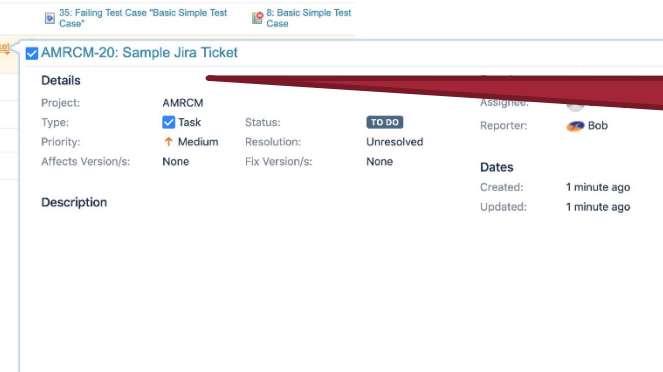 35: Failing Test Case "Basic Simple Test
Case"
8: Basic Simple Test
Case
AMRCM-20: Sample Jira Ticket
Details
Project: AMRCM
Type: Task Status: TO DO
Assignee:
Priority: Medium Resolution: Unresolved
Reporter: Bob
Affects Version/s: None Fix Version/s: None
Dates
Created: 1 minute ago
Updated: 1 minute ago
Description